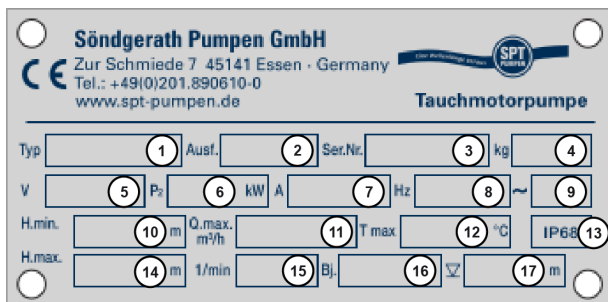 Söndgerath Pumpen GmbH
CE Zur Schmiede 7 45141 Essen · Germany
Tel.: +49(0)201.890610-0
www.spt-pumpen.de
SPT
PUMPEN
Tauchmotorpumpe
Typ 1 Ausf. 2 Ser.Nr. 3 kg 4
V 5 P₂ 6 kW A 7 Hz 8 ~ 9
H.min. 10 m Q.max. m³/h 11 T max 12 °C IP68 13
H.max. 14 m 1/min 15 Bj. 16 17 m